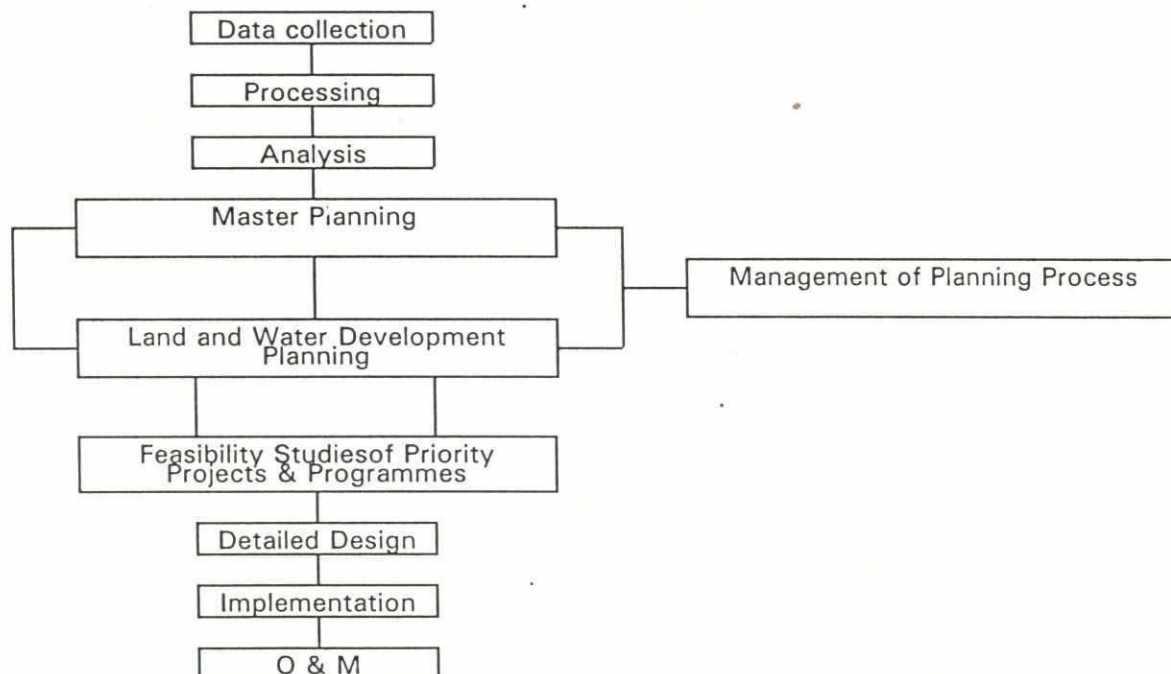 Data collection
Processing
Analysis
Master Planning
Management of Planning Process
Land and Water Development
Planning
Feasibility Studiesof Priority
Projects & Programmes
Detailed Design
Implementation
O & M